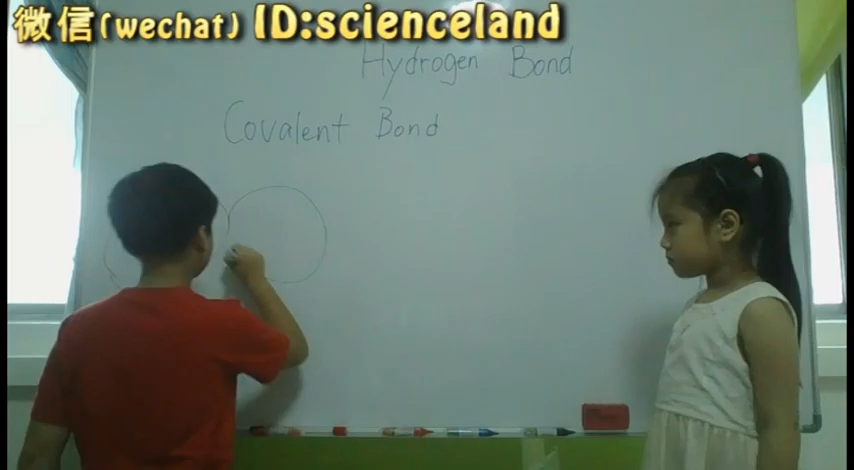 微信(wechat) ID:scienceland
Hydrogen Bond
Covalent Bond